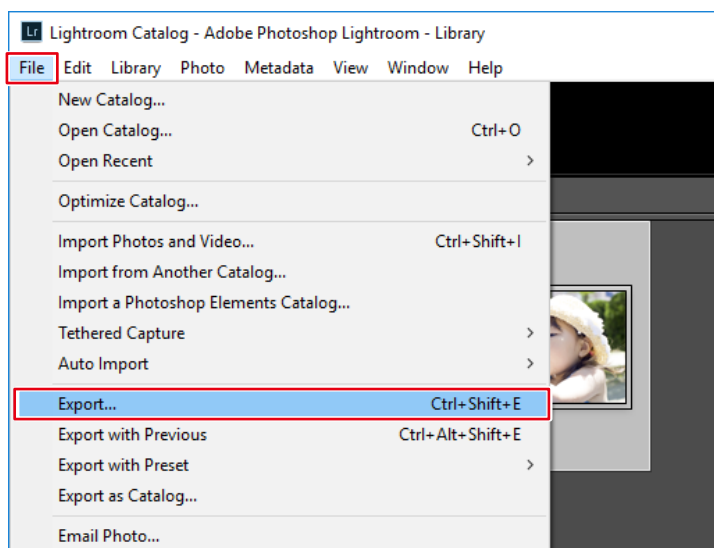 Lr Lightroom Catalog - Adobe Photoshop Lightroom - Library
File Edit Library Photo Metadata View Window Help
New Catalog...
Open Catalog... Ctrl+O
Open Recent >
Optimize Catalog...
Import Photos and Video... Ctrl+Shift+I
Import from Another Catalog...
Import a Photoshop Elements Catalog...
Tethered Capture >
Auto Import >
Export... Ctrl+Shift+E
Export with Previous Ctrl+Alt+Shift+E
Export with Preset >
Export as Catalog...
Email Photo...